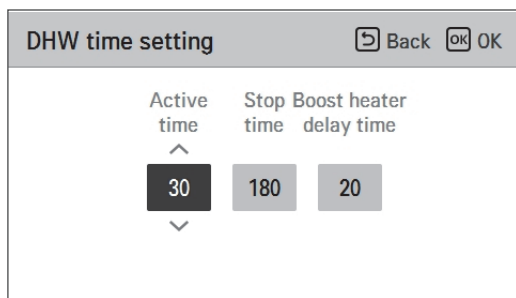 DHW time setting
Back OK OK
Active Stop Boost heater
time time delay time
30 180 20